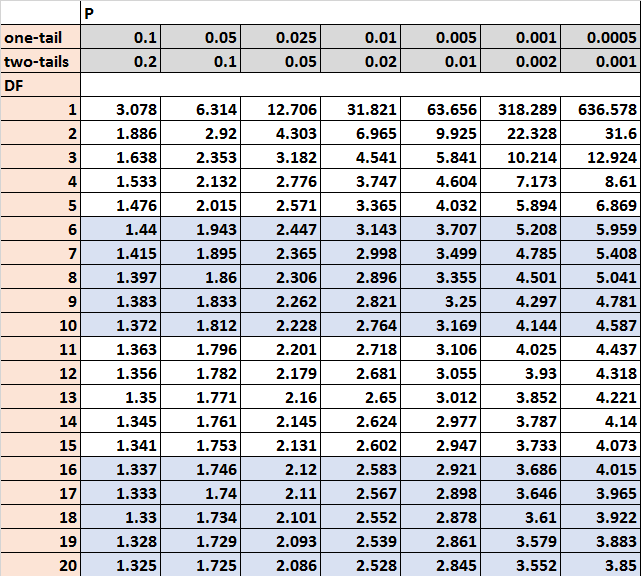 P
one-tail 0.1 0.05 0.025 0.01 0.005 0.001 0.0005
two-tails 0.2 0.1 0.05 0.02 0.01 0.002 0.001
DF
1 3.078 6.314 12.706 31.821 63.656 318.289 636.578
2 1.886 2.92 4.303 6.965 9.925 22.328 31.6
3 1.638 2.353 3.182 4.541 5.841 10.214 12.924
4 1.533 2.132 2.776 3.747 4.604 7.173 8.61
5 1.476 2.015 2.571 3.365 4.032 5.894 6.869
6 1.44 1.943 2.447 3.143 3.707 5.208 5.959
7 1.415 1.895 2.365 2.998 3.499 4.785 5.408
8 1.397 1.86 2.306 2.896 3.355 4.501 5.041
9 1.383 1.833 2.262 2.821 3.25 4.297 4.781
10 1.372 1.812 2.228 2.764 3.169 4.144 4.587
11 1.363 1.796 2.201 2.718 3.106 4.025 4.437
12 1.356 1.782 2.179 2.681 3.055 3.93 4.318
13 1.35 1.771 2.16 2.65 3.012 3.852 4.221
14 1.345 1.761 2.145 2.624 2.977 3.787 4.14
15 1.341 1.753 2.131 2.602 2.947 3.733 4.073
16 1.337 1.746 2.12 2.583 2.921 3.686 4.015
17 1.333 1.74 2.11 2.567 2.898 3.646 3.965
18 1.33 1.734 2.101 2.552 2.878 3.61 3.922
19 1.328 1.729 2.093 2.539 2.861 3.579 3.883
20 1.325 1.725 2.086 2.528 2.845 3.552 3.85